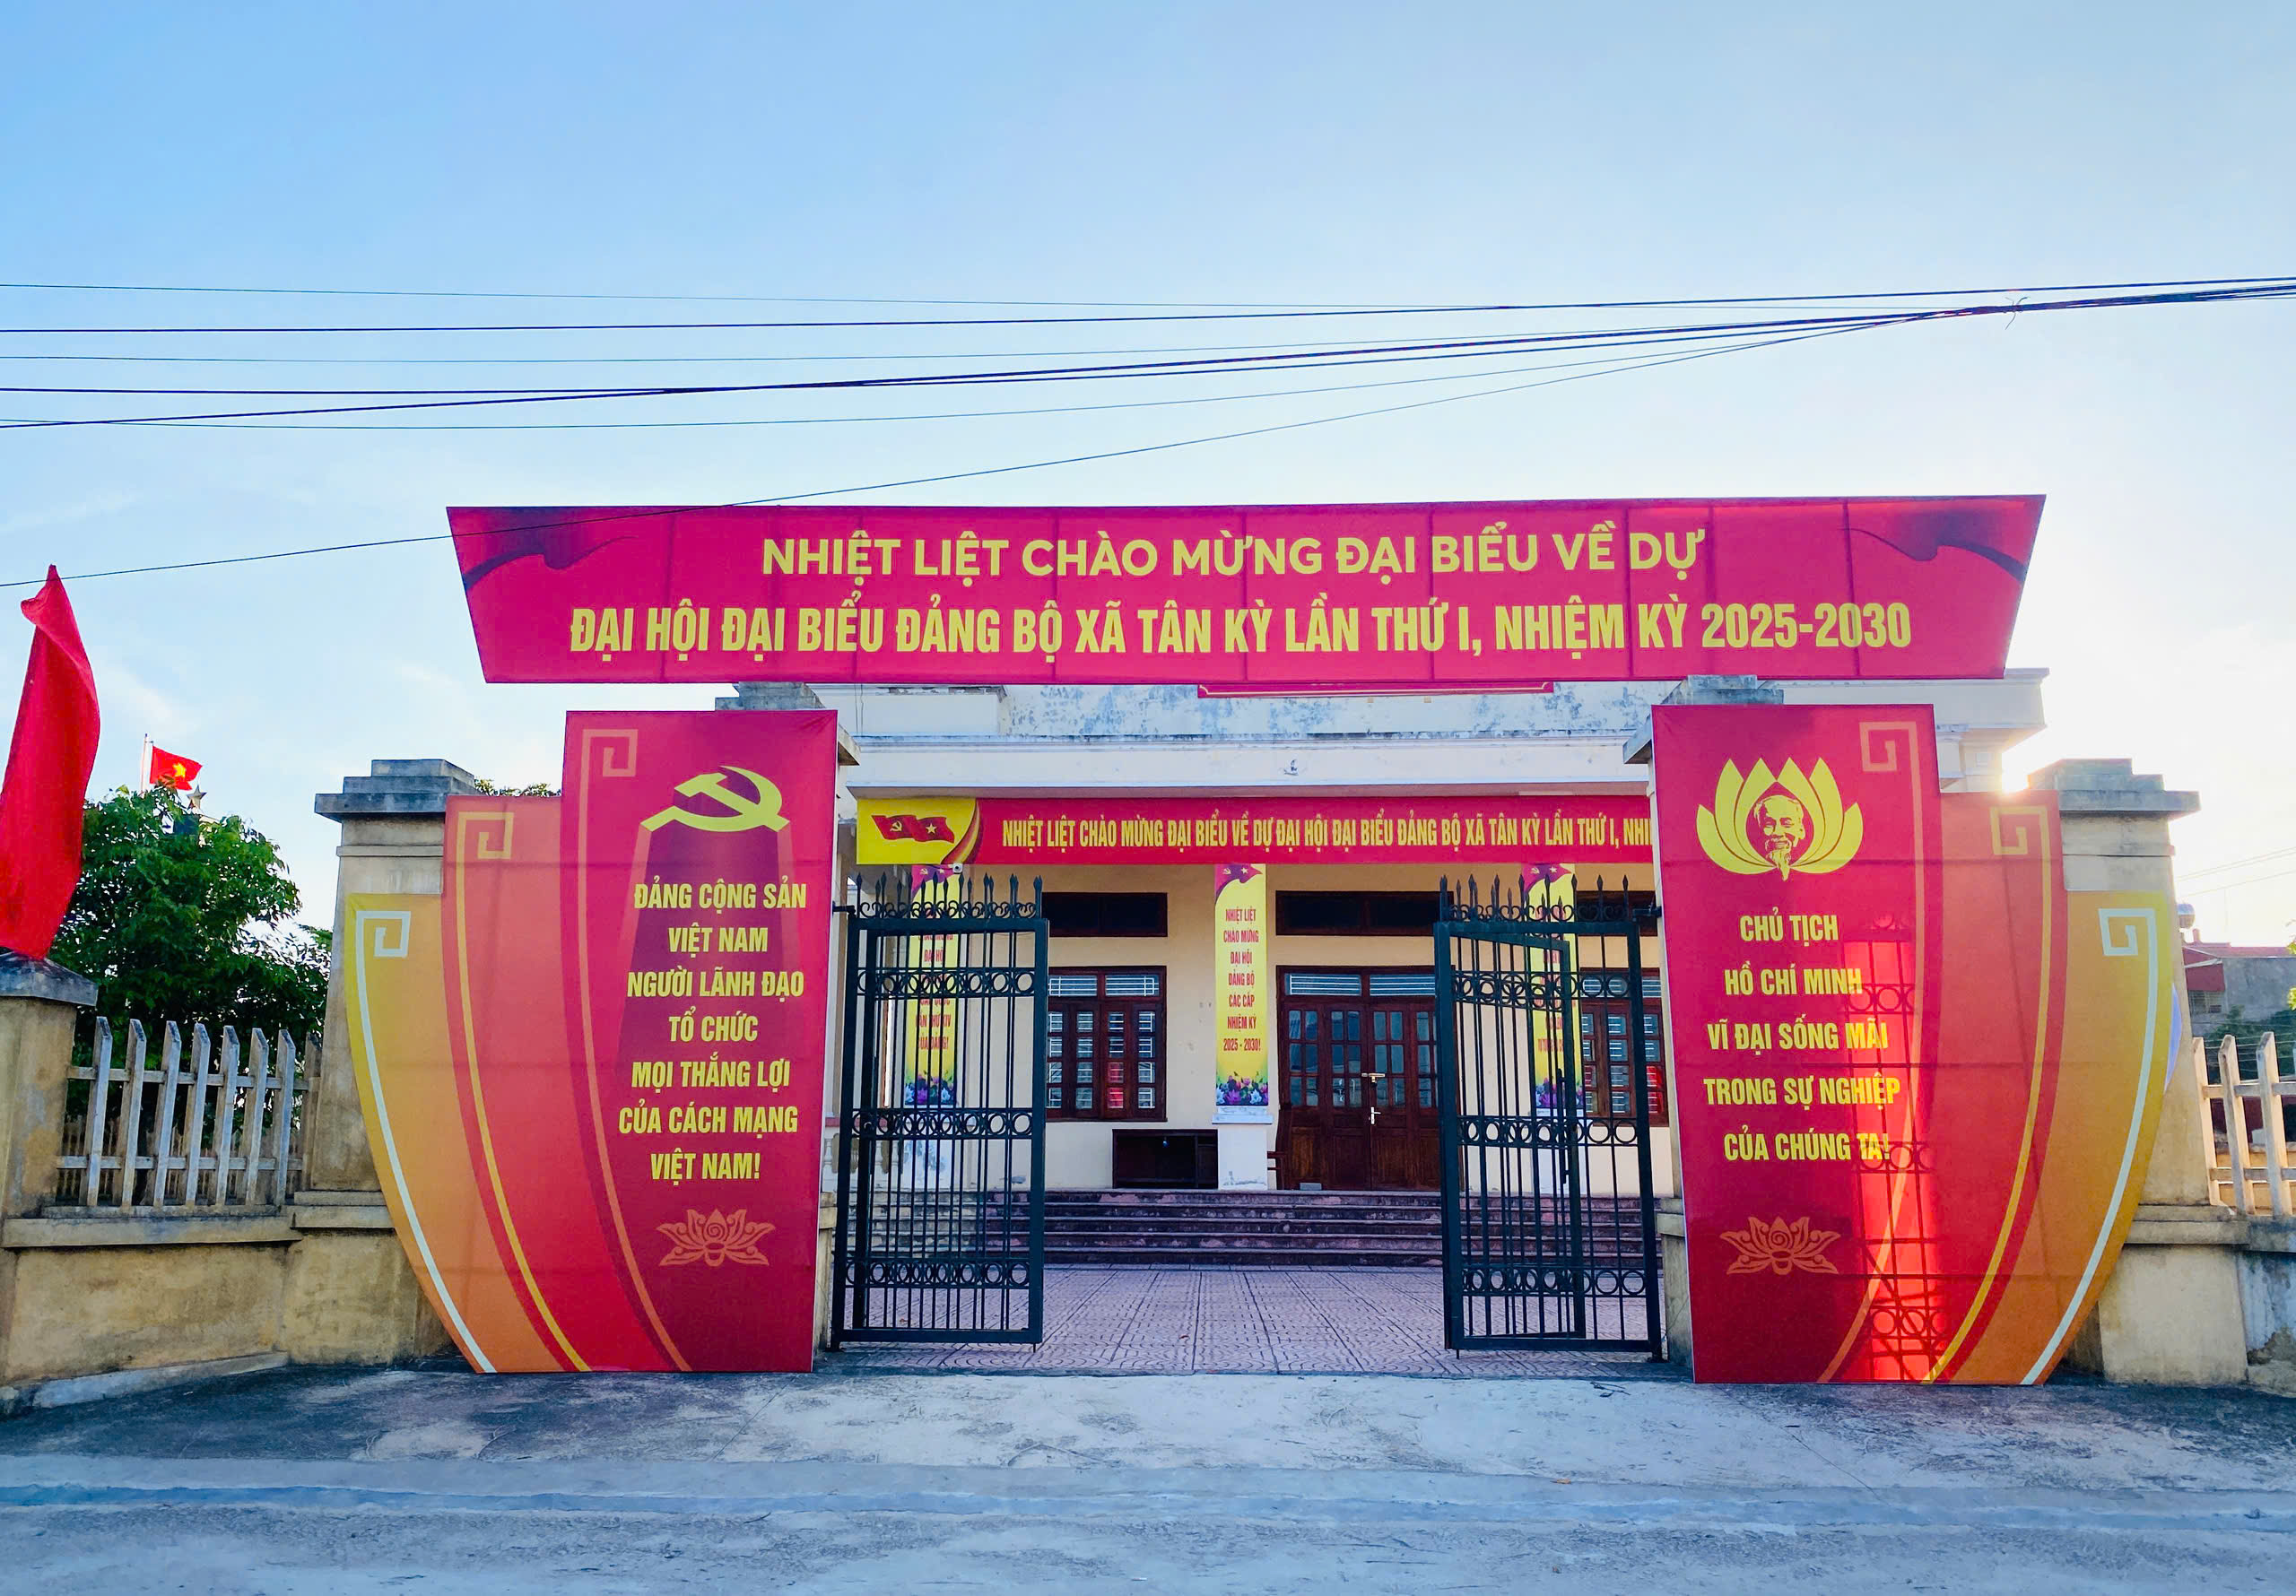 NHIỆT LIỆT CHÀO MỪNG ĐẠI BIỂU VỀ DỰ
ĐẠI HỘI ĐẠI BIỂU ĐẢNG BỘ XÃ TÂN KỲ LẦN THỨ I, NHIỆM KỲ 2025-2030
ĐẢNG CỘNG SẢN
VIỆT NAM
NGƯỜI LÃNH ĐẠO
TỔ CHỨC
MỌI THẮNG LỢI
CỦA CÁCH MẠNG
VIỆT NAM!
NHIỆT LIỆT CHÀO MỪNG ĐẠI BIỂU VỀ DỰ ĐẠI HỘI ĐẠI BIỂU ĐẢNG BỘ XÃ TÂN KỲ LẦN THỨ I,
NHIỆT LIỆT
CHÀO MỪNG
ĐẠI HỘI
ĐẢNG BỘ
CÁC CẤP
NHIỆM KỲ
2025 - 2030!
CHỦ TỊCH
HỒ CHÍ MINH
VĨ ĐẠI SỐNG MÃI
TRONG SỰ NGHIỆP
CỦA CHÚNG TA!